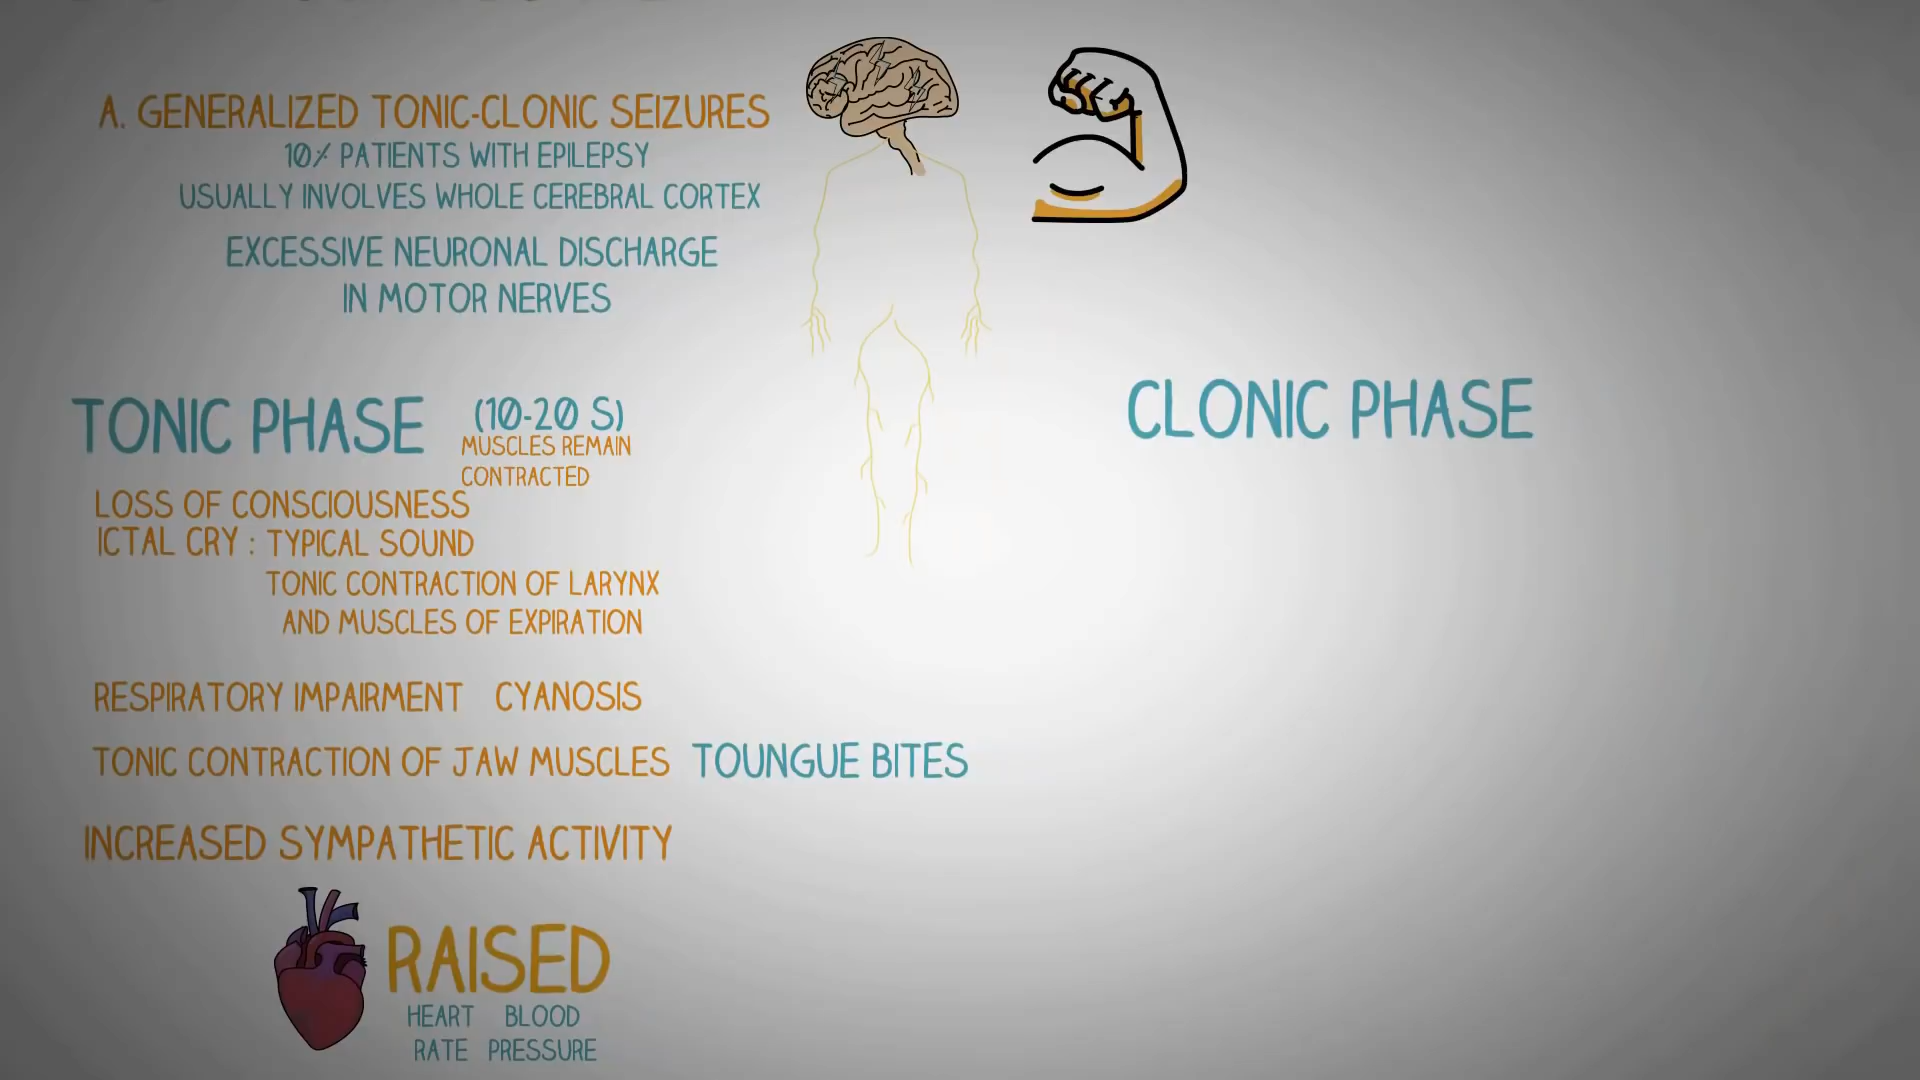 A. GENERALIZED TONIC-CLONIC SEIZURES
10% PATIENTS WITH EPILEPSY
USUALLY INVOLVES WHOLE CEREBRAL CORTEX
EXCESSIVE NEURONAL DISCHARGE
IN MOTOR NERVES
TONIC PHASE (10-20 S)
MUSCLES REMAIN
CONTRACTED
LOSS OF CONSCIOUSNESS
ICTAL CRY : TYPICAL SOUND
TONIC CONTRACTION OF LARYNX
AND MUSCLES OF EXPIRATION
RESPIRATORY IMPAIRMENT CYANOSIS
TONIC CONTRACTION OF JAW MUSCLES TOUNGUE BITES
INCREASED SYMPATHETIC ACTIVITY
RAISED
HEART BLOOD
RATE PRESSURE
CLONIC PHASE